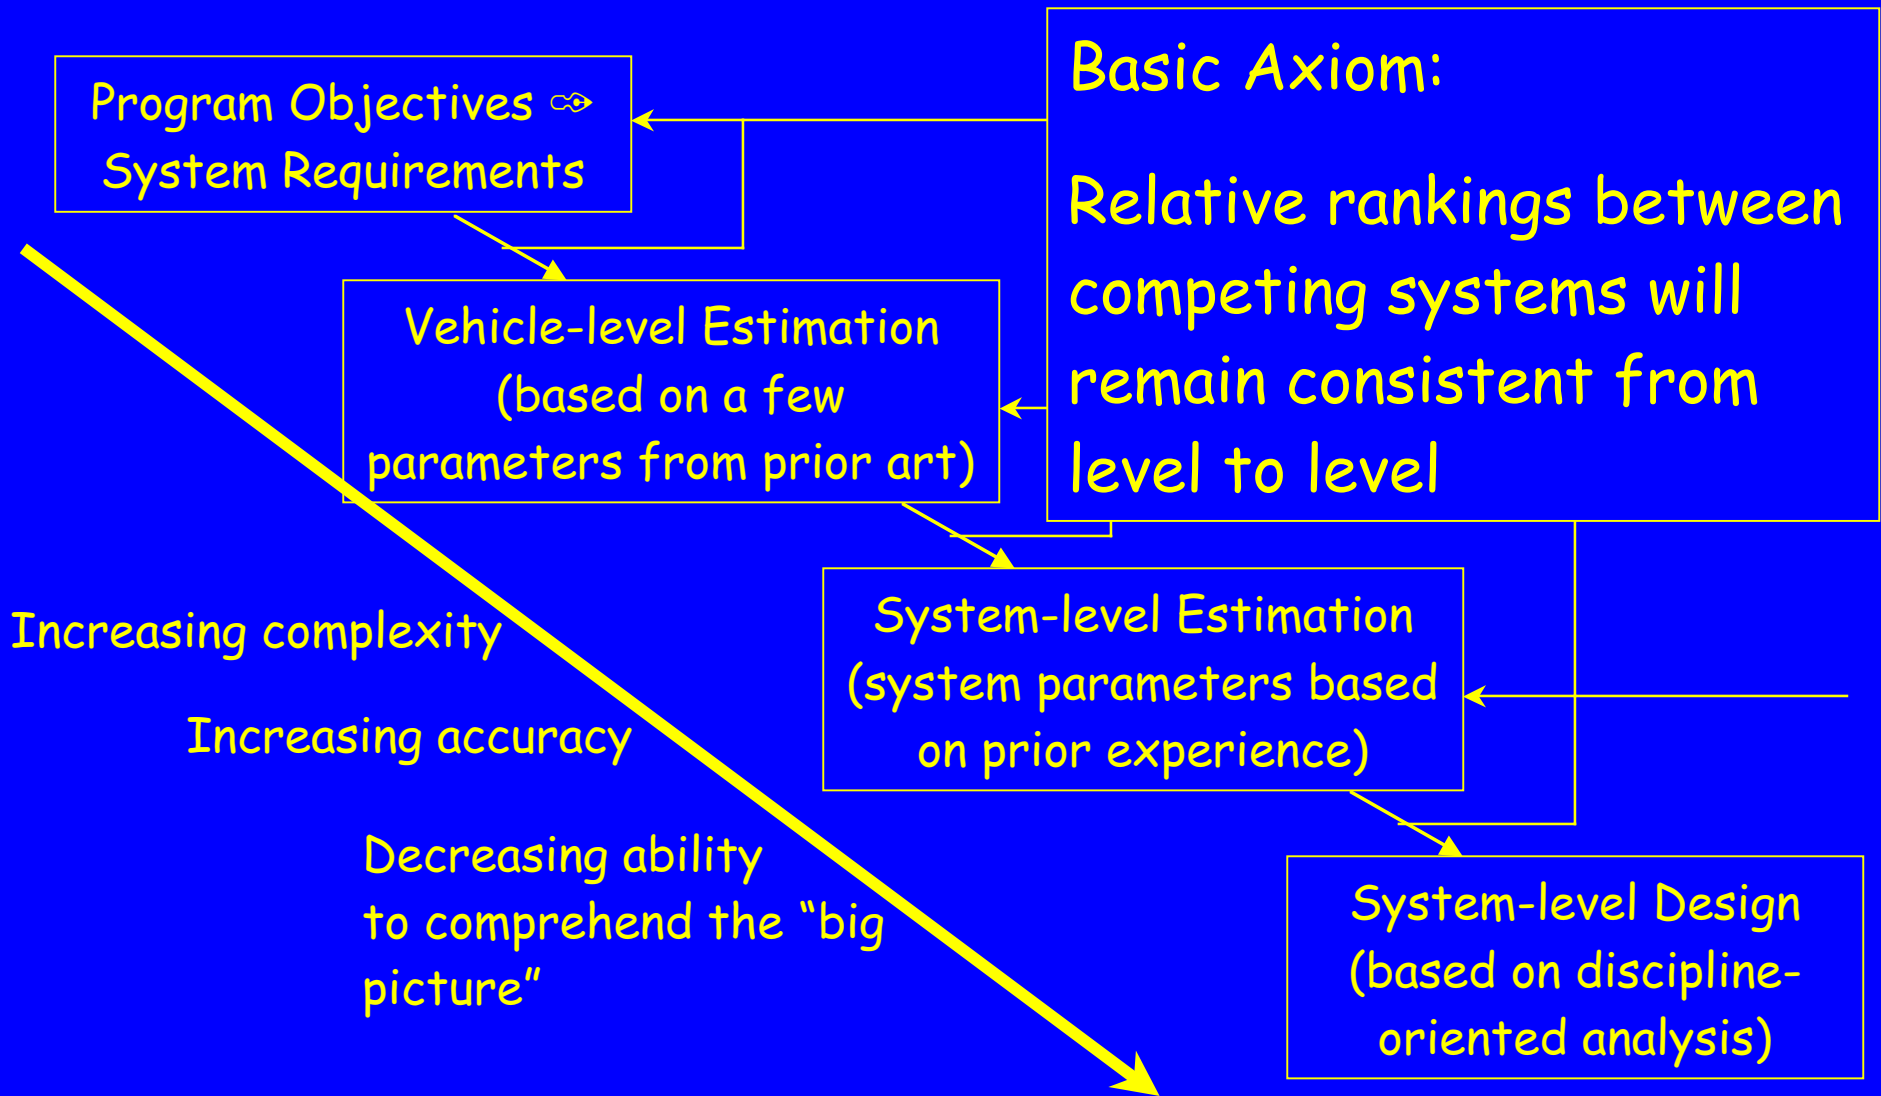 Program Objectives ✑
System Requirements
Basic Axiom:
Relative rankings between
competing systems will
remain consistent from
level to level
Vehicle-level Estimation
(based on a few
parameters from prior art)
System-level Estimation
(system parameters based
on prior experience)
System-level Design
(based on discipline-
oriented analysis)
Increasing complexity
Increasing accuracy
Decreasing ability
to comprehend the “big
picture”